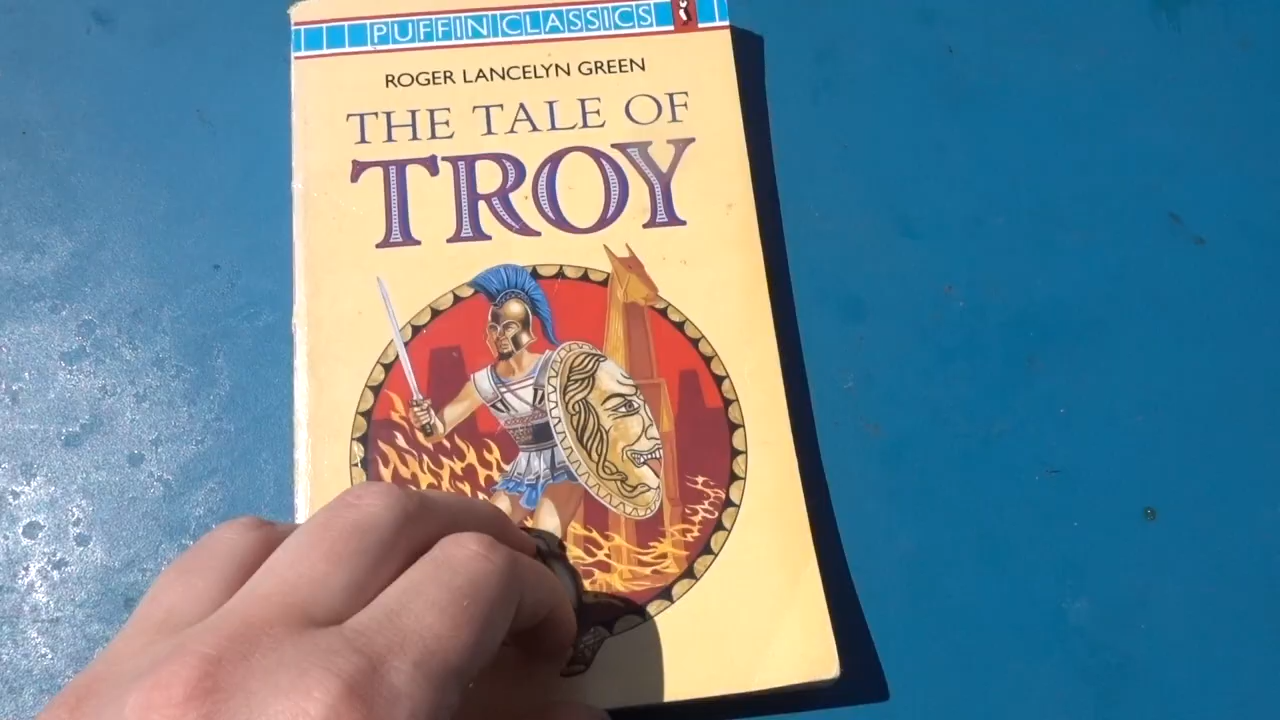 PUFFIN CLASSICS
ROGER LANCELYN GREEN
THE TALE OF
TROY